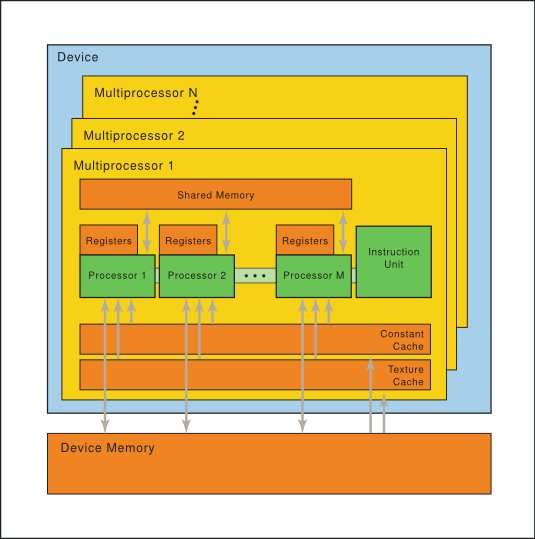 Device
Multiprocessor N
Multiprocessor 2
Multiprocessor 1
Shared Memory
Registers
Registers
Registers
Instruction
Unit
Processor 1
Processor 2
Processor M
Constant
Cache
Texture
Cache
Device Memory